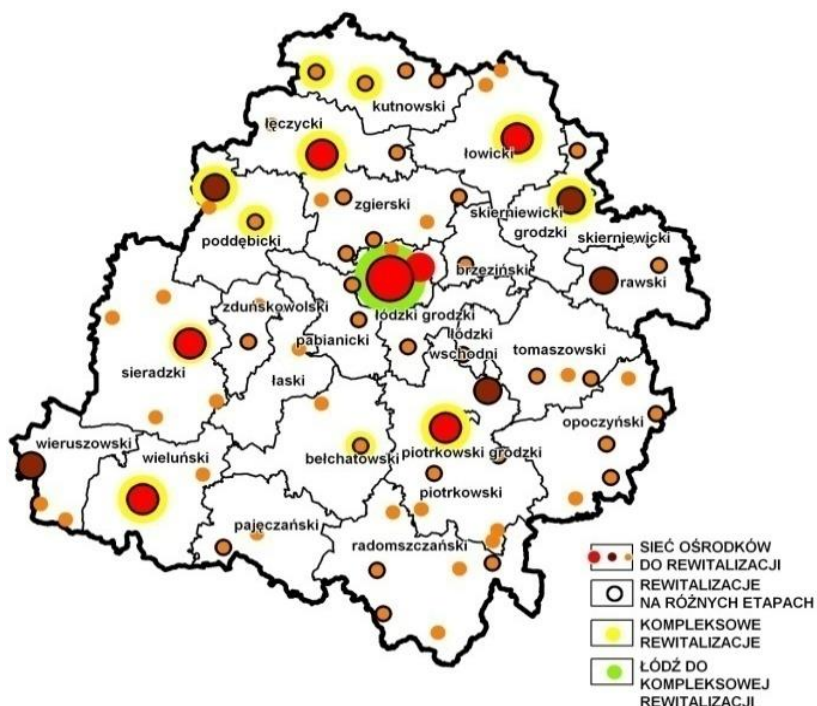 kutnowski
łęczycki
łowicki
zgierski
skierniewicki
grodzki
skierniewicki
poddębicki
brzeziński
rawski
zduńskowolski
łódzki grodzki
łódzki
wschodni
pabianicki
tomaszowski
sieradzki
łaski
opoczyński
wieruszowski
wieluński
bełchatowski
piotrkowski grodzki
piotrkowski
pajęczański
radomszczański
SIEĆ OŚRODKÓW
DO REWITALIZACJI
REWITALIZACJE
NA RÓŻNYCH ETAPACH
KOMPLEKSOWE
REWITALIZACJE
ŁÓDŹ DO
KOMPLEKSOWEJ
REWITALIZACJI